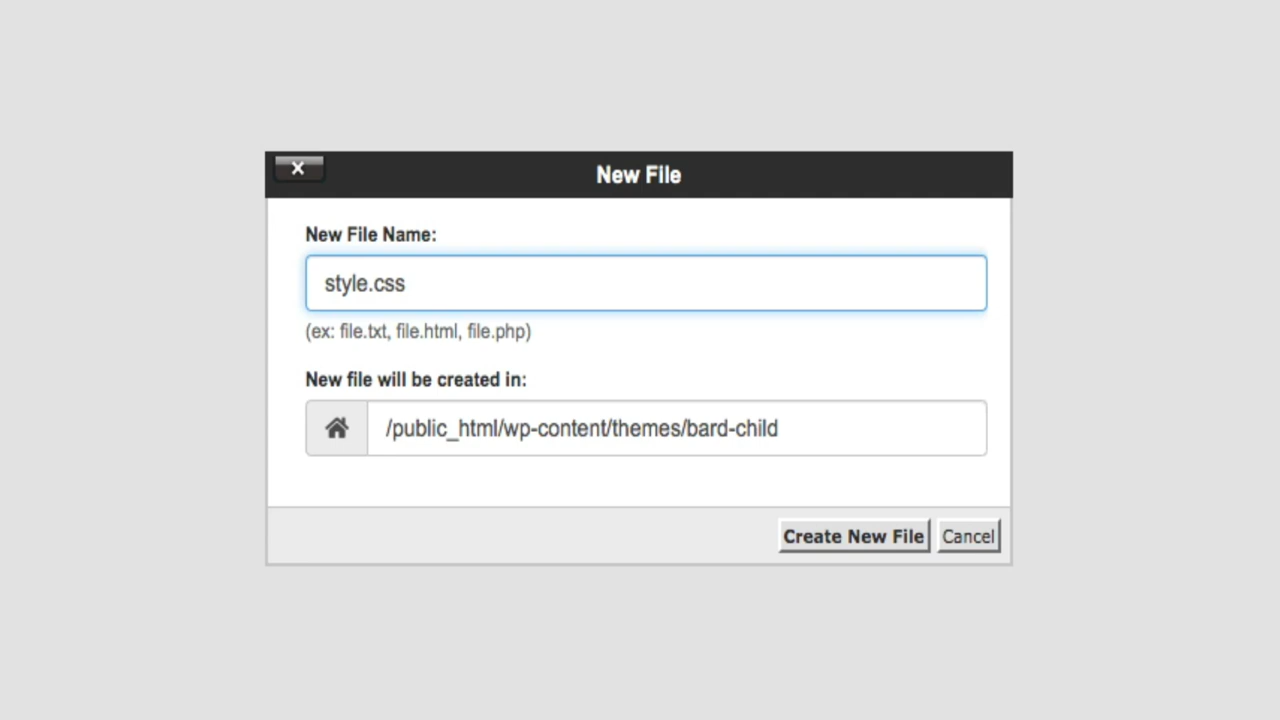 New File
New File Name:
style.css
(ex: file.txt, file.html, file.php)
New file will be created in:
/public_html/wp-content/themes/bard-child
Create New File Cancel